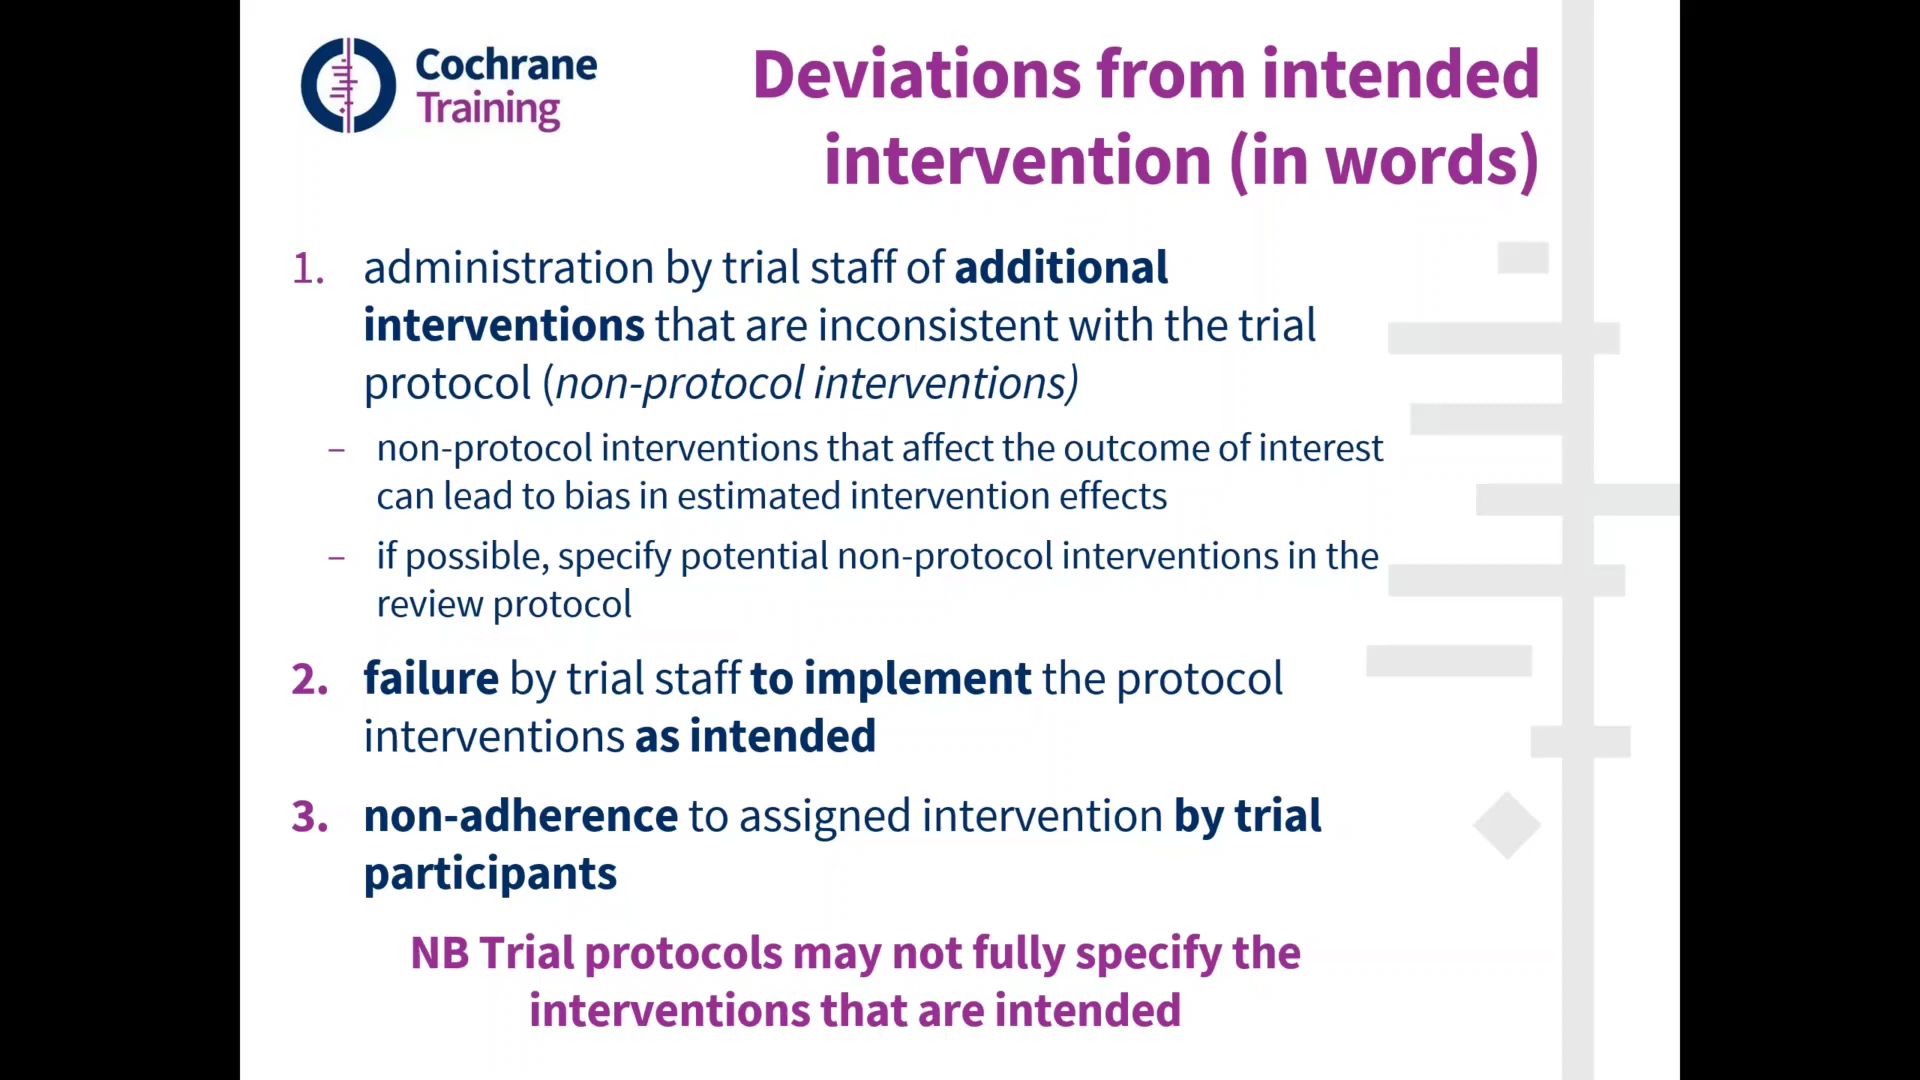 Cochrane
Training
Deviations from intended
intervention (in words)
1. administration by trial staff of additional
interventions that are inconsistent with the trial
protocol (non-protocol interventions)
– non-protocol interventions that affect the outcome of interest
can lead to bias in estimated intervention effects
– if possible, specify potential non-protocol interventions in the
review protocol
2. failure by trial staff to implement the protocol
interventions as intended
3. non-adherence to assigned intervention by trial
participants
NB Trial protocols may not fully specify the
interventions that are intended